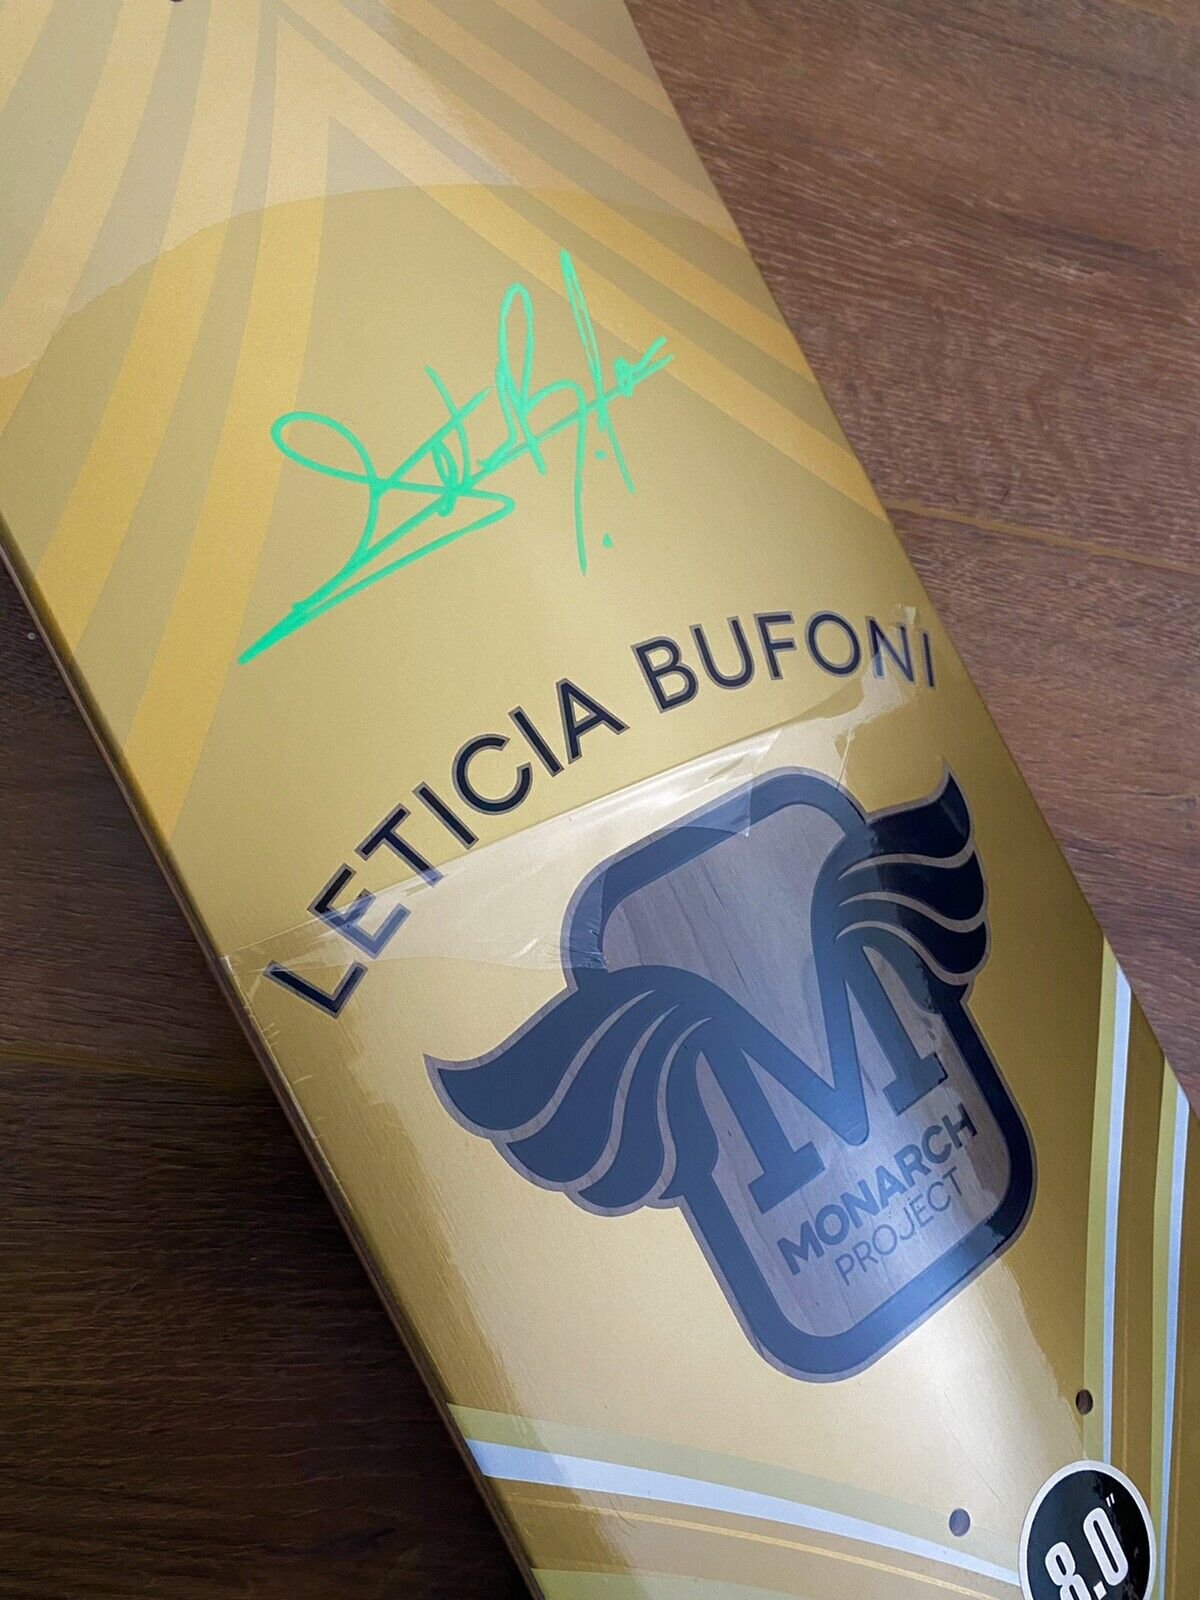 LETICIA BUFONI
M
MONARCH
PROJECT
8.0"